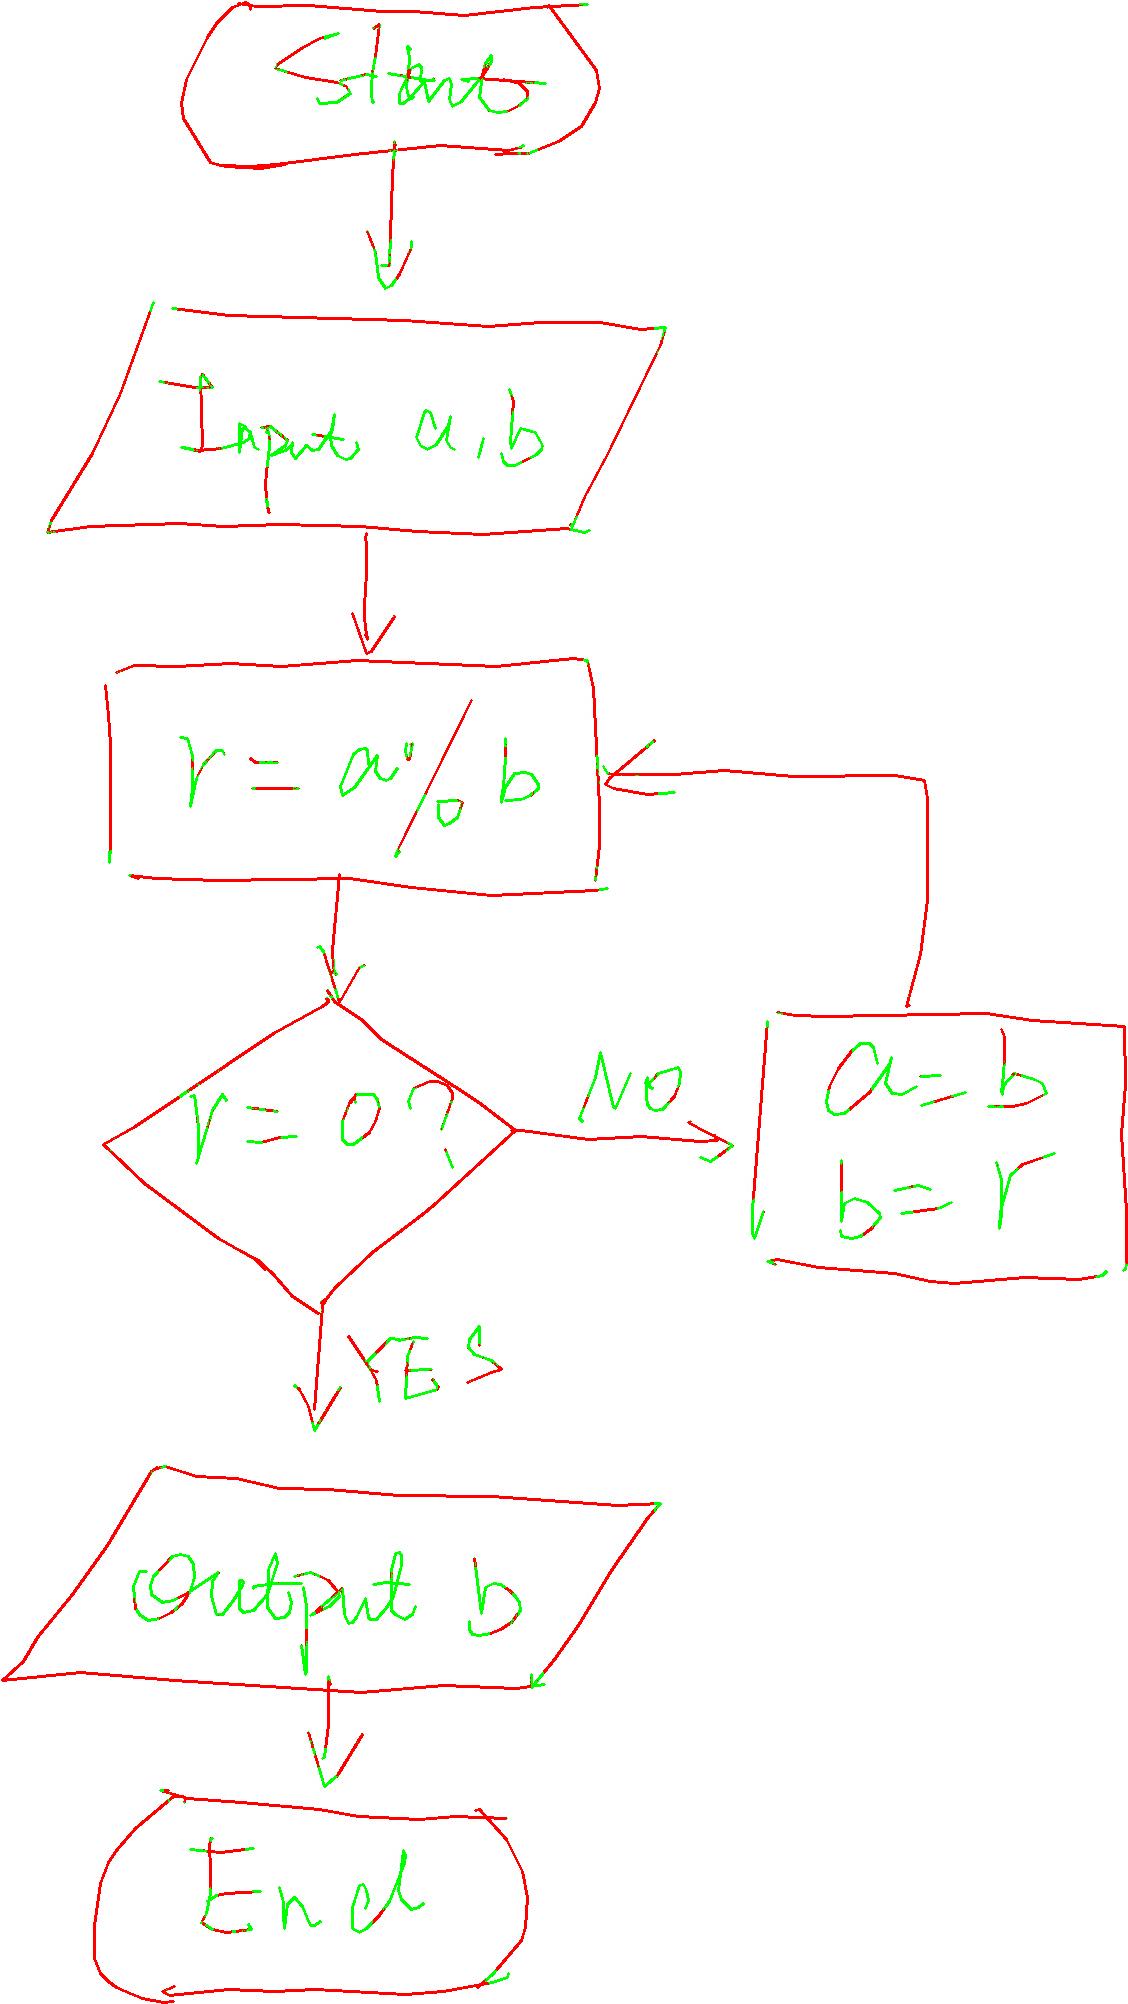 Start
Input a, b
r = a % b
r = 0 ?
NO
a = b
b = r
YES
Output b
End